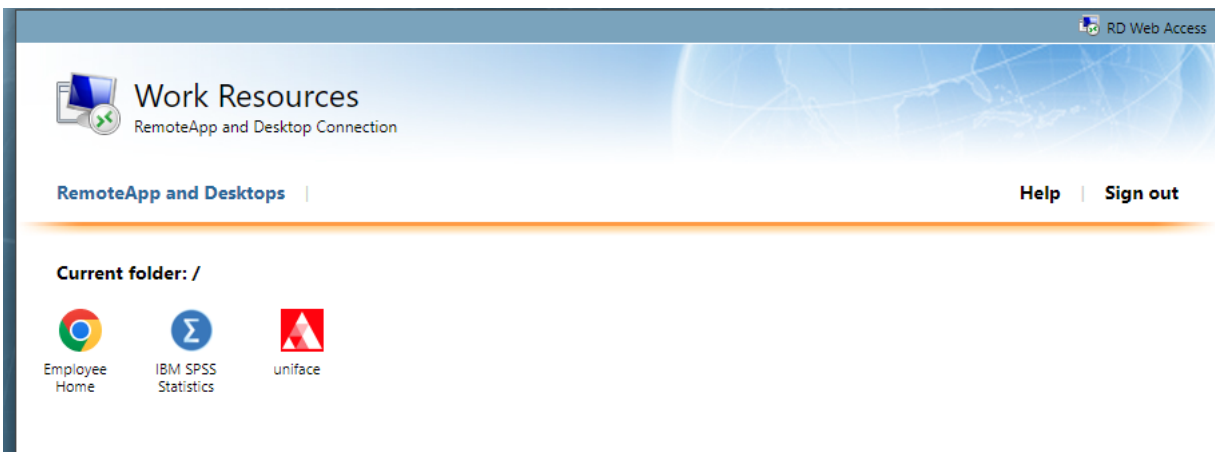 RD Web Access
Work Resources
RemoteApp and Desktop Connection
RemoteApp and Desktops
Help
Sign out
Current folder: /
Employee
Home
IBM SPSS
Statistics
uniface